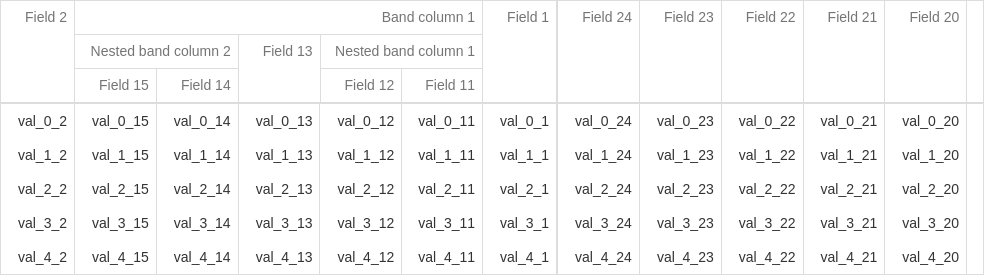 Field 2 Band column 1 Field 1 Field 24 Field 23 Field 22 Field 21 Field 20
Nested band column 2 Field 13 Nested band column 1
Field 15 Field 14 Field 12 Field 11
val_0_2 val_0_15 val_0_14 val_0_13 val_0_12 val_0_11 val_0_1 val_0_24 val_0_23 val_0_22 val_0_21 val_0_20
val_1_2 val_1_15 val_1_14 val_1_13 val_1_12 val_1_11 val_1_1 val_1_24 val_1_23 val_1_22 val_1_21 val_1_20
val_2_2 val_2_15 val_2_14 val_2_13 val_2_12 val_2_11 val_2_1 val_2_24 val_2_23 val_2_22 val_2_21 val_2_20
val_3_2 val_3_15 val_3_14 val_3_13 val_3_12 val_3_11 val_3_1 val_3_24 val_3_23 val_3_22 val_3_21 val_3_20
val_4_2 val_4_15 val_4_14 val_4_13 val_4_12 val_4_11 val_4_1 val_4_24 val_4_23 val_4_22 val_4_21 val_4_20